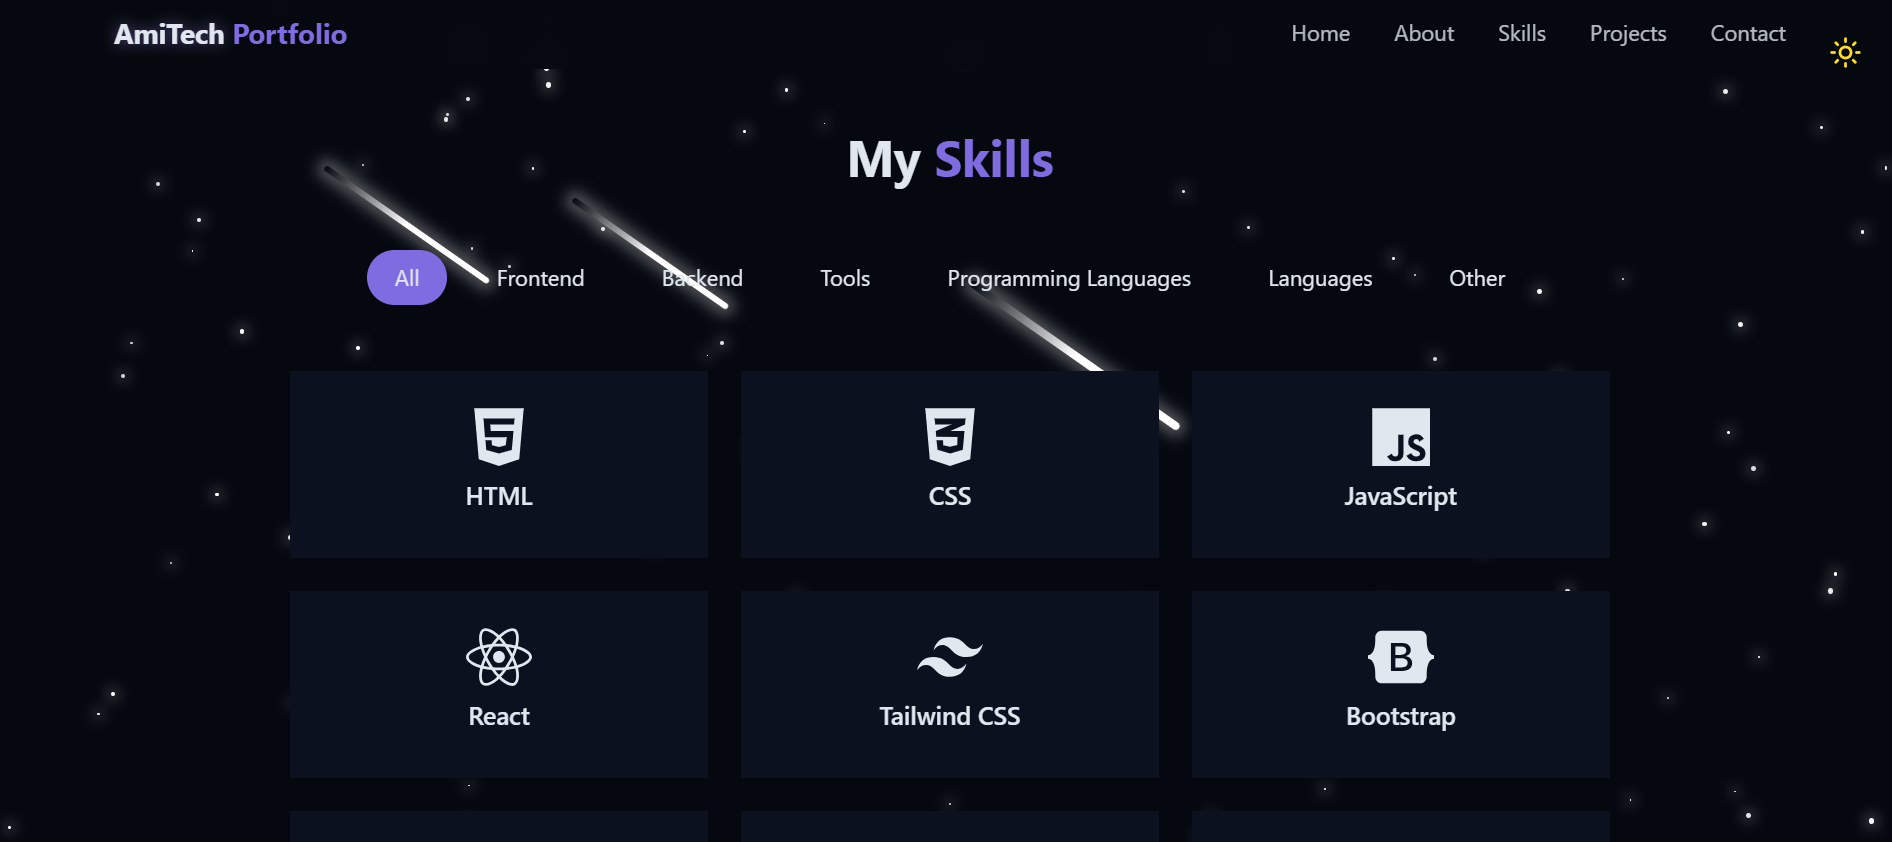 AmiTech Portfolio
Home About Skills Projects Contact
My Skills
All Frontend Backend Tools Programming Languages Languages Other
5 3 JS
HTML CSS JavaScript
B
React Tailwind CSS Bootstrap